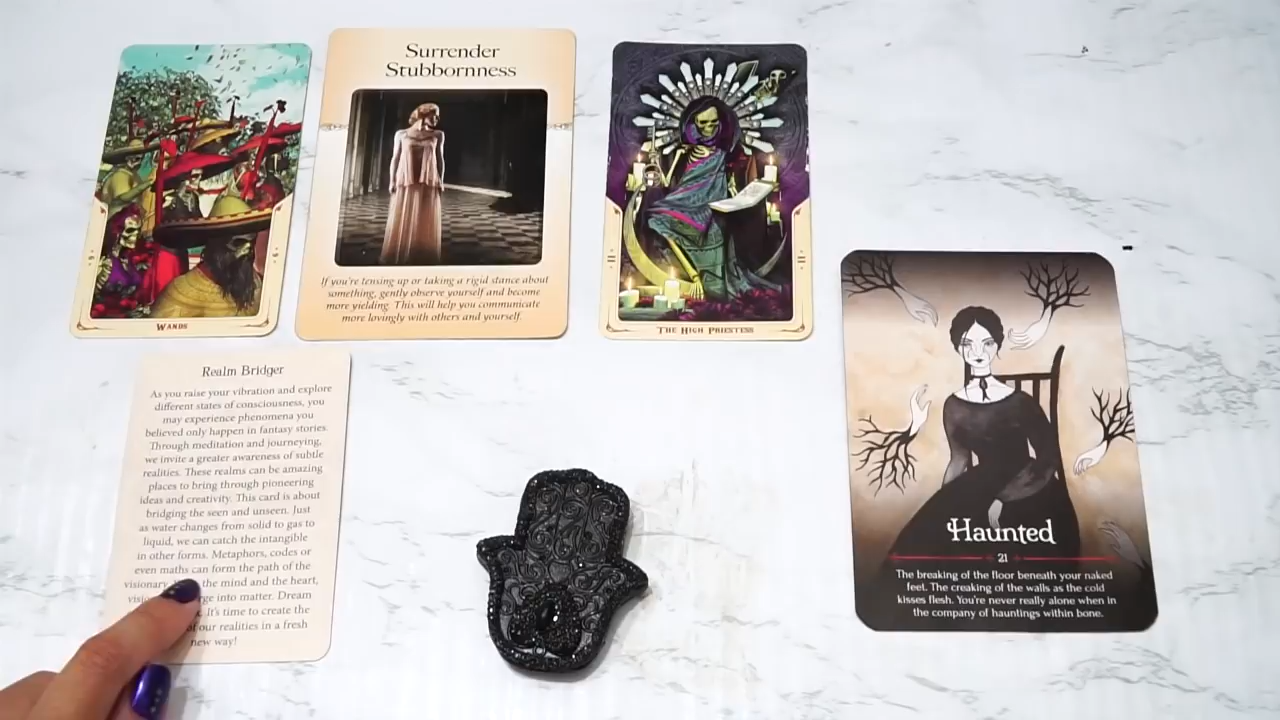 WANDS
Surrender
Stubbornness
If you're tensing up or taking a rigid stance about
something, gently observe yourself and become
more yielding. This will help you communicate
more lovingly with others and yourself.
II
II
THE HIGH PRIESTESS
Realm Bridger
As you raise your vibration and explore
different states of consciousness, you
may experience phenomena you
believed only happen in fantasy stories.
Through meditation and journeying,
we invite a greater awareness of subtle
realities. These realms can be amazing
places to bring through pioneering
ideas and creativity. This card is about
bridging the seen and unseen. Just
as water changes from solid to gas to
liquid, we can catch the intangible
in other forms. Metaphors, codes or
even maths can form the path of the
visionary. the mind and the heart,
into matter. Dream
It's time to create the
of our realities in a fresh
new way!
Haunted
21
The breaking of the floor beneath your naked
feet. The creaking of the walls as the cold
kisses flesh. You're never really alone when in
the company of hauntings within bone.